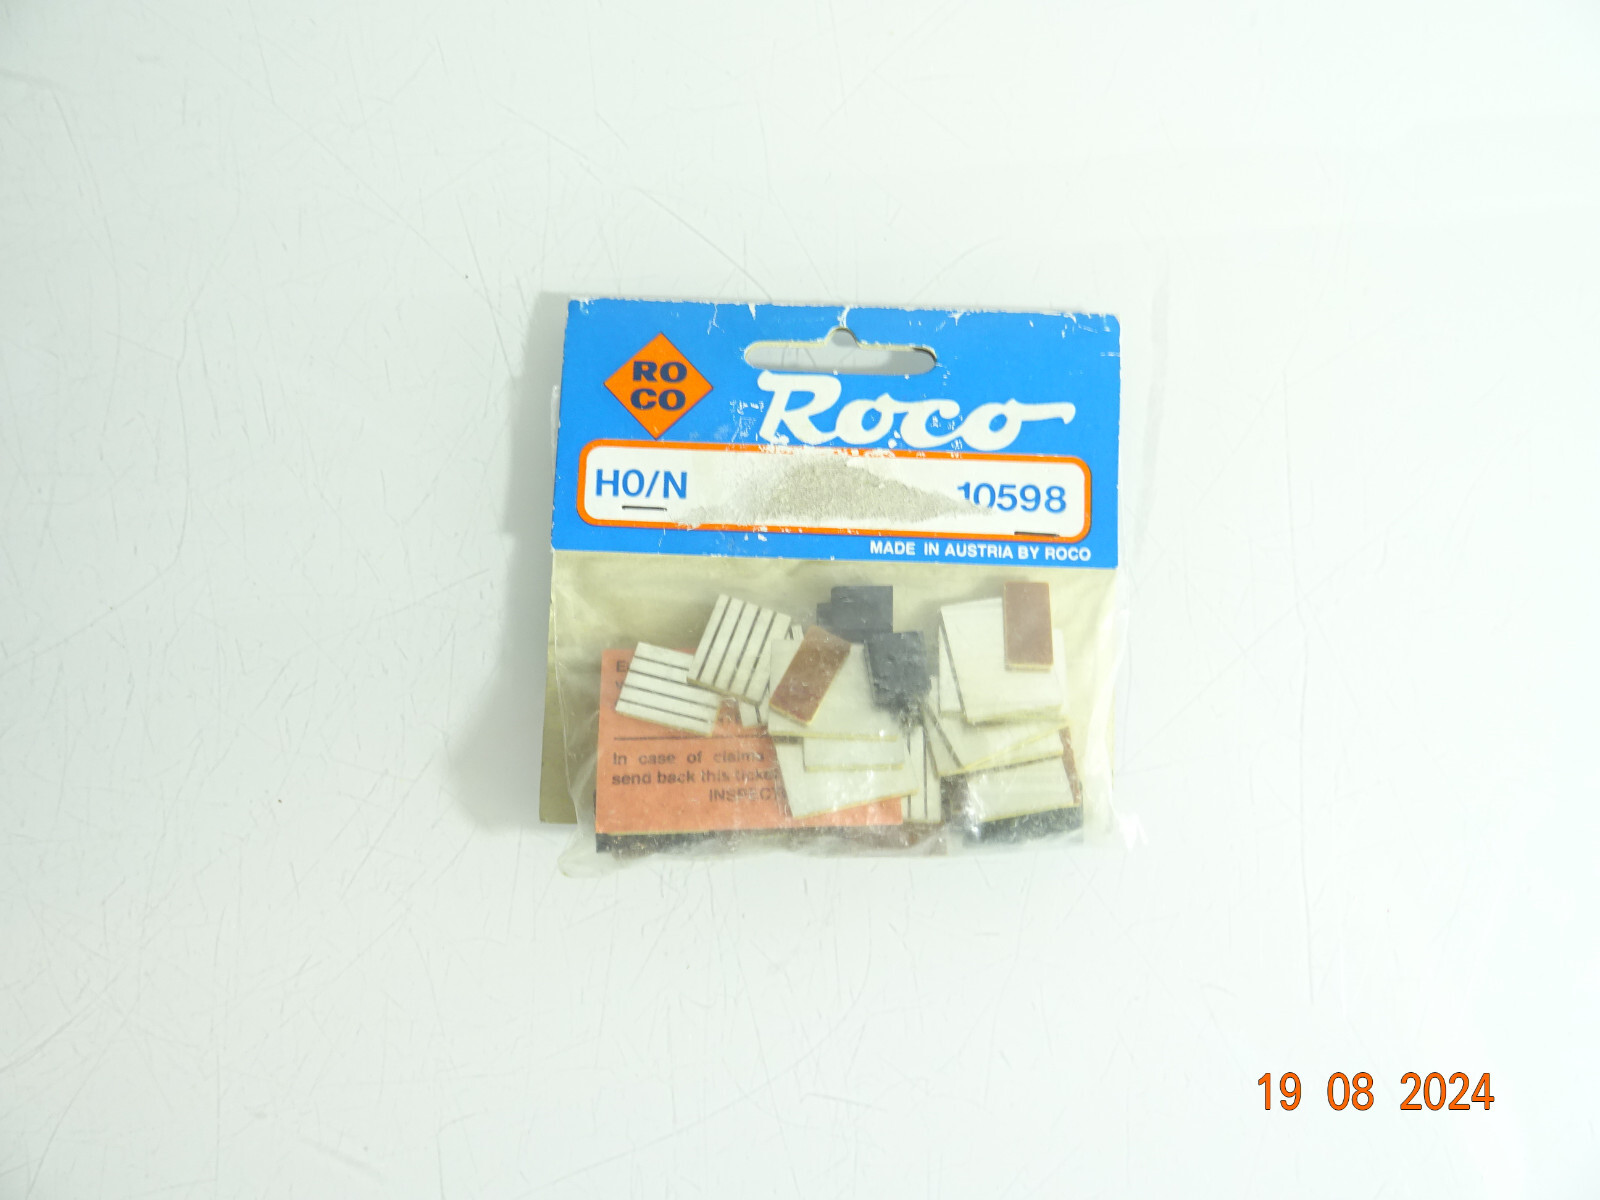 RO
CO
Roco
HO/N
10598
MADE IN AUSTRIA BY ROCO
In case of claims
send back this ticket
19 08 2024